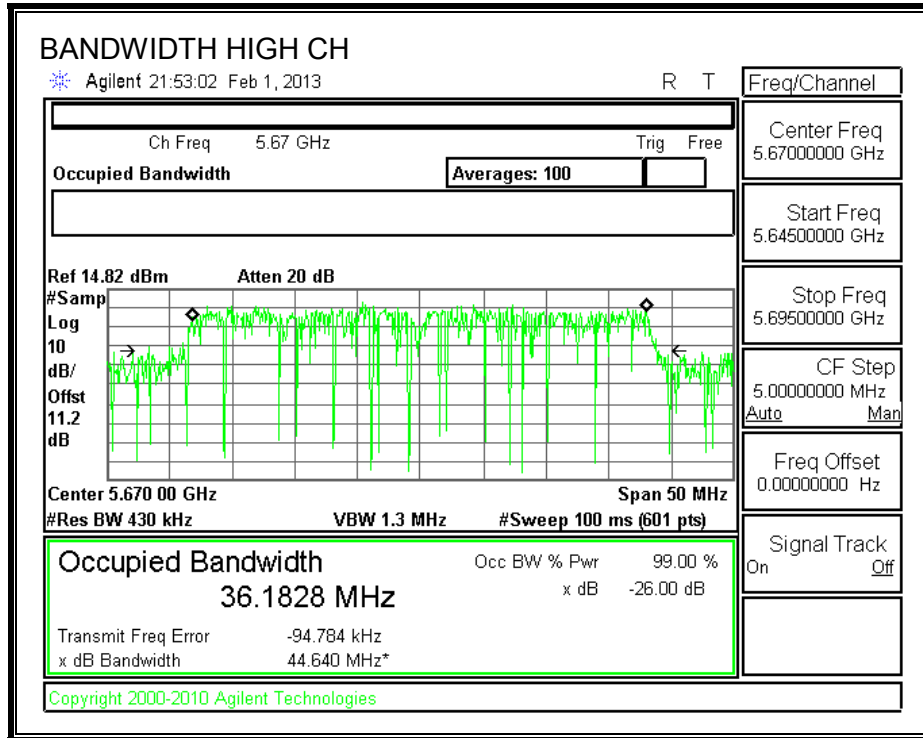 BANDWIDTH HIGH CH
Agilent 21:53:02 Feb 1, 2013 R T
Freq/Channel
Ch Freq 5.67 GHz Trig Free
Occupied Bandwidth Averages: 100
Ref 14.82 dBm Atten 20 dB
#Samp
Log
10
dB/
Offst
11.2
dB
Center 5.670 00 GHz Span 50 MHz
#Res BW 430 kHz VBW 1.3 MHz #Sweep 100 ms (601 pts)
Occupied Bandwidth Occ BW % Pwr 99.00 %
36.1828 MHz x dB -26.00 dB
Transmit Freq Error -94.784 kHz
x dB Bandwidth 44.640 MHz*
Copyright 2000-2010 Agilent Technologies
Center Freq
5.67000000 GHz
Start Freq
5.64500000 GHz
Stop Freq
5.69500000 GHz
CF Step
5.00000000 MHz
Auto Man
Freq Offset
0.00000000 Hz
Signal Track
On Off